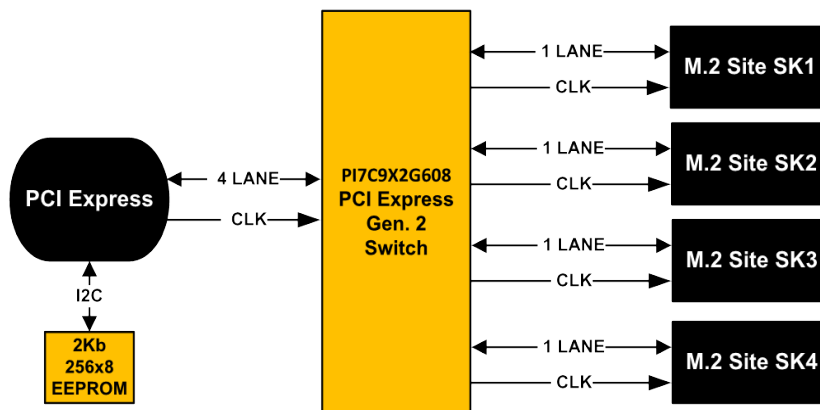 PCI Express
4 LANE
CLK
I2C
2Kb
256x8
EEPROM
PI7C9X2G608
PCI Express
Gen. 2
Switch
1 LANE
CLK
M.2 Site SK1
1 LANE
CLK
M.2 Site SK2
1 LANE
CLK
M.2 Site SK3
1 LANE
CLK
M.2 Site SK4